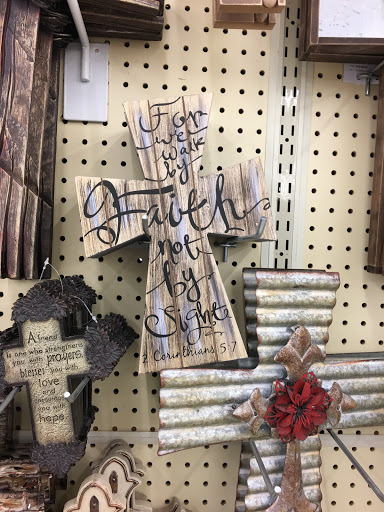 For
we
walk
by
Faith
not
by
Sight
2 Corinthians 5:7
A friend
is one who strengthens
you with prayers,
blesses you with
love
and
you with
hope.